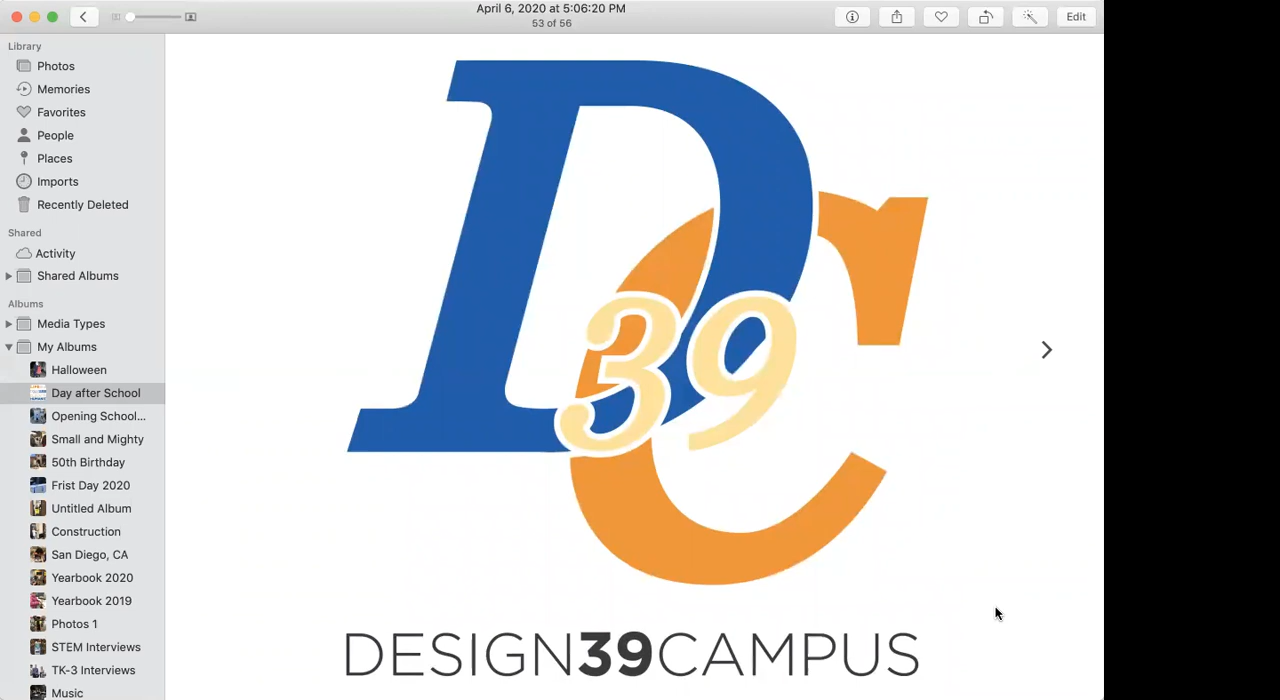 April 6, 2020 at 5:06:20 PM
53 of 56
Edit
Library
Photos
Memories
Favorites
People
Places
Imports
Recently Deleted
Shared
Activity
Shared Albums
Albums
Media Types
My Albums
Halloween
Day after School
Opening School...
Small and Mighty
50th Birthday
Frist Day 2020
Untitled Album
Construction
San Diego, CA
Yearbook 2020
Yearbook 2019
Photos 1
STEM Interviews
TK-3 Interviews
Music
DC
39
DESIGN39CAMPUS